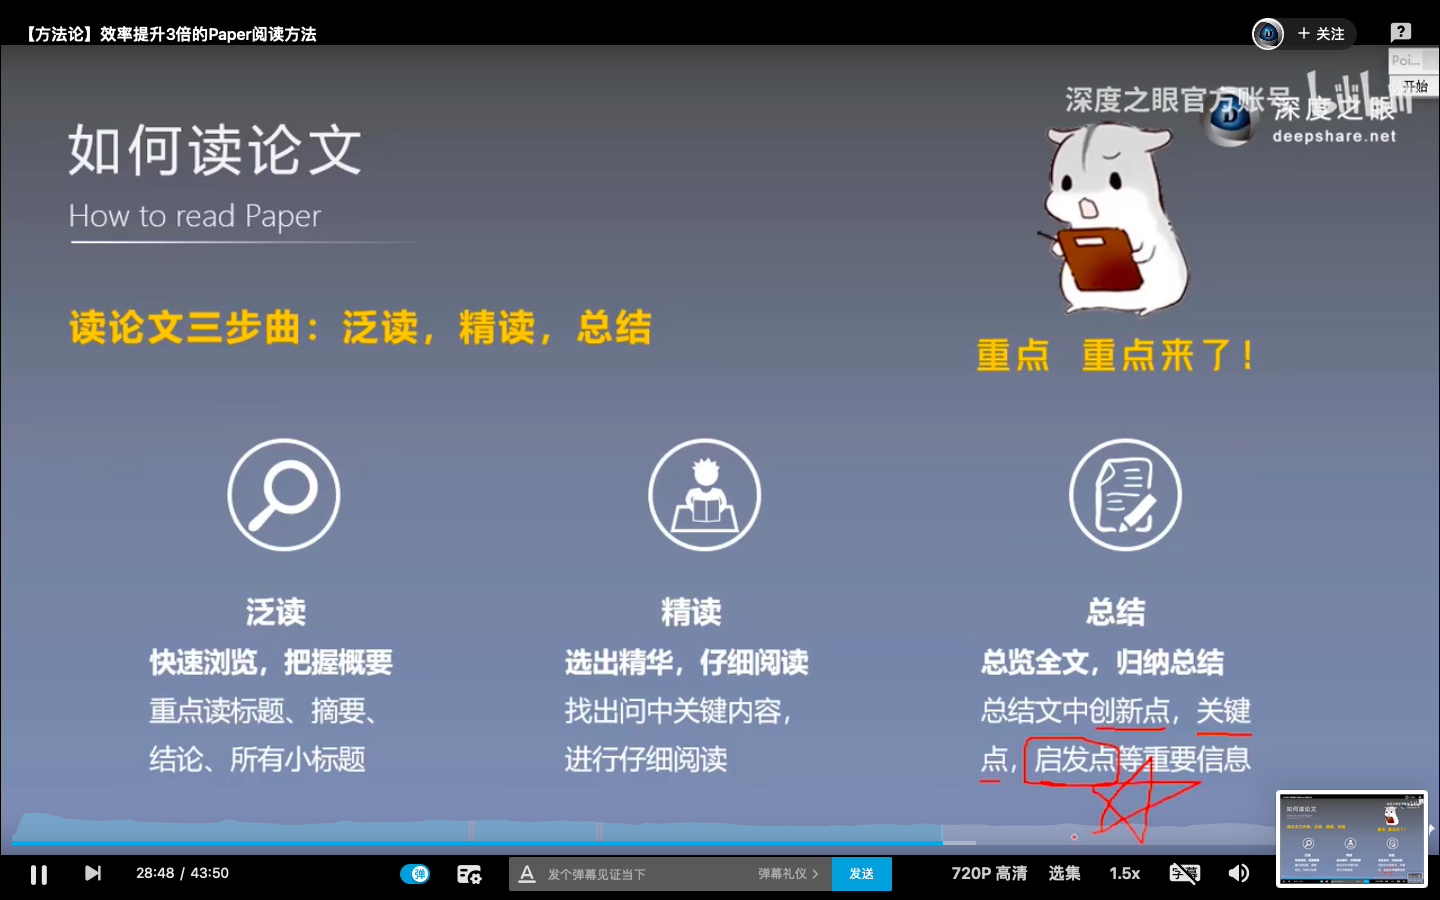 【方法论】效率提升3倍的Paper阅读方法
+ 关注
Poi...
开始
深度之眼官方账号
bilibili
深度之眼
deepshare.net
如何读论文
How to read Paper
读论文三步曲：泛读，精读，总结
重点 重点来了！
泛读
快速浏览，把握概要
重点读标题、摘要、
结论、所有小标题
精读
选出精华，仔细阅读
找出问中关键内容，
进行仔细阅读
总结
总览全文，归纳总结
总结文中创新点，关键
点，启发点等重要信息
28:48 / 43:50
弹
发个弹幕见证当下
弹幕礼仪 >
发送
720P 高清
选集
1.5x
字幕